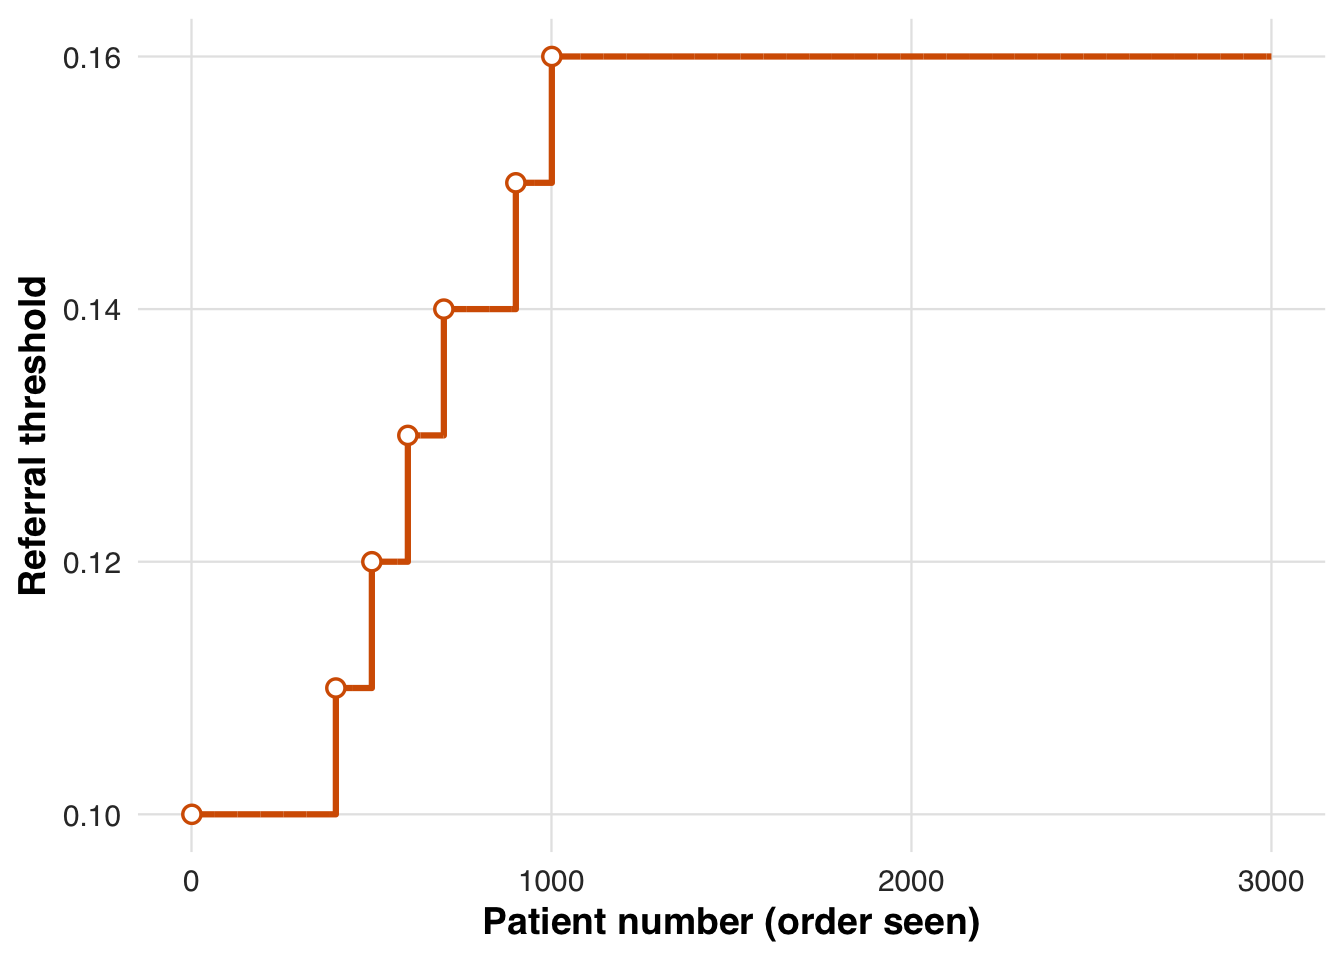 0.16
0.14
0.12
0.10
Referral threshold
0 1000 2000 3000
Patient number (order seen)